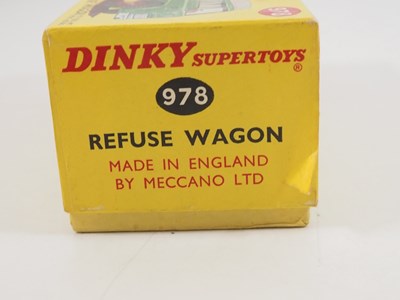 DINKY SUPERTOYS®
978
REFUSE WAGON
MADE IN ENGLAND
BY MECCANO LTD